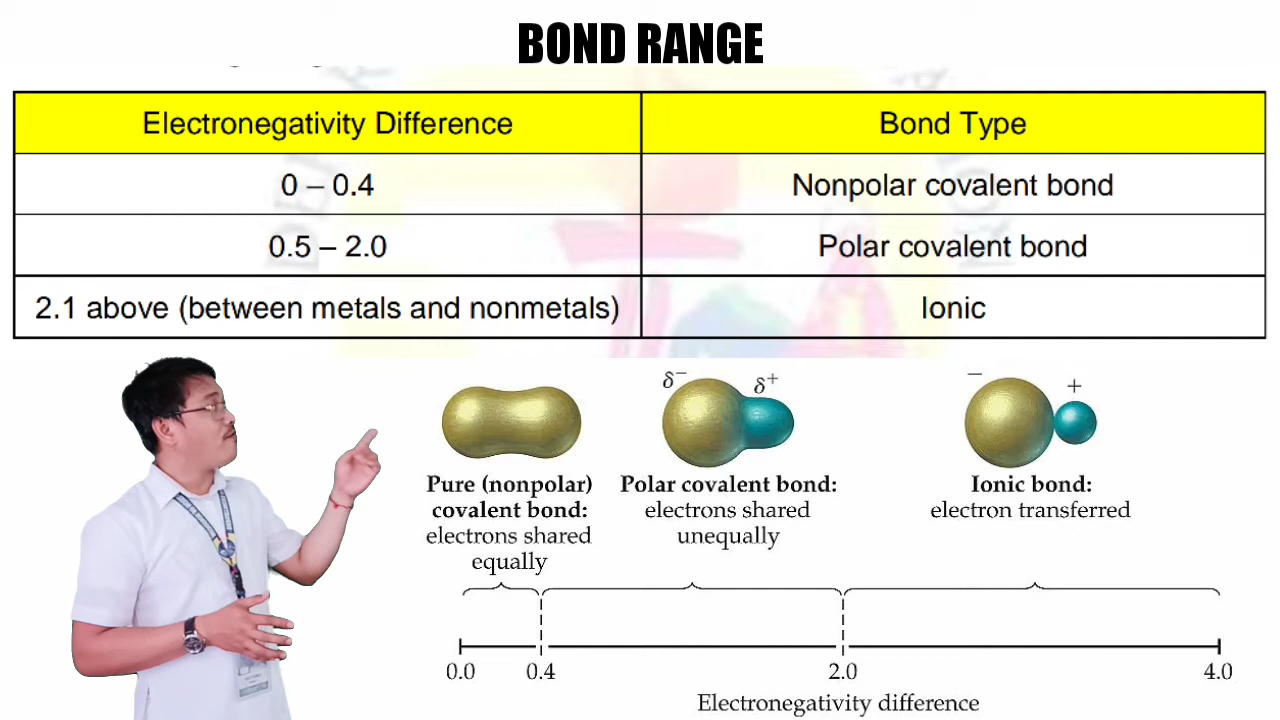 BOND RANGE
Electronegativity Difference
Bond Type
0 – 0.4
Nonpolar covalent bond
0.5 – 2.0
Polar covalent bond
2.1 above (between metals and nonmetals)
Ionic
δ−
δ+
−
+
Pure (nonpolar)
covalent bond:
electrons shared
equally
Polar covalent bond:
electrons shared
unequally
Ionic bond:
electron transferred
0.0
0.4
2.0
4.0
Electronegativity difference